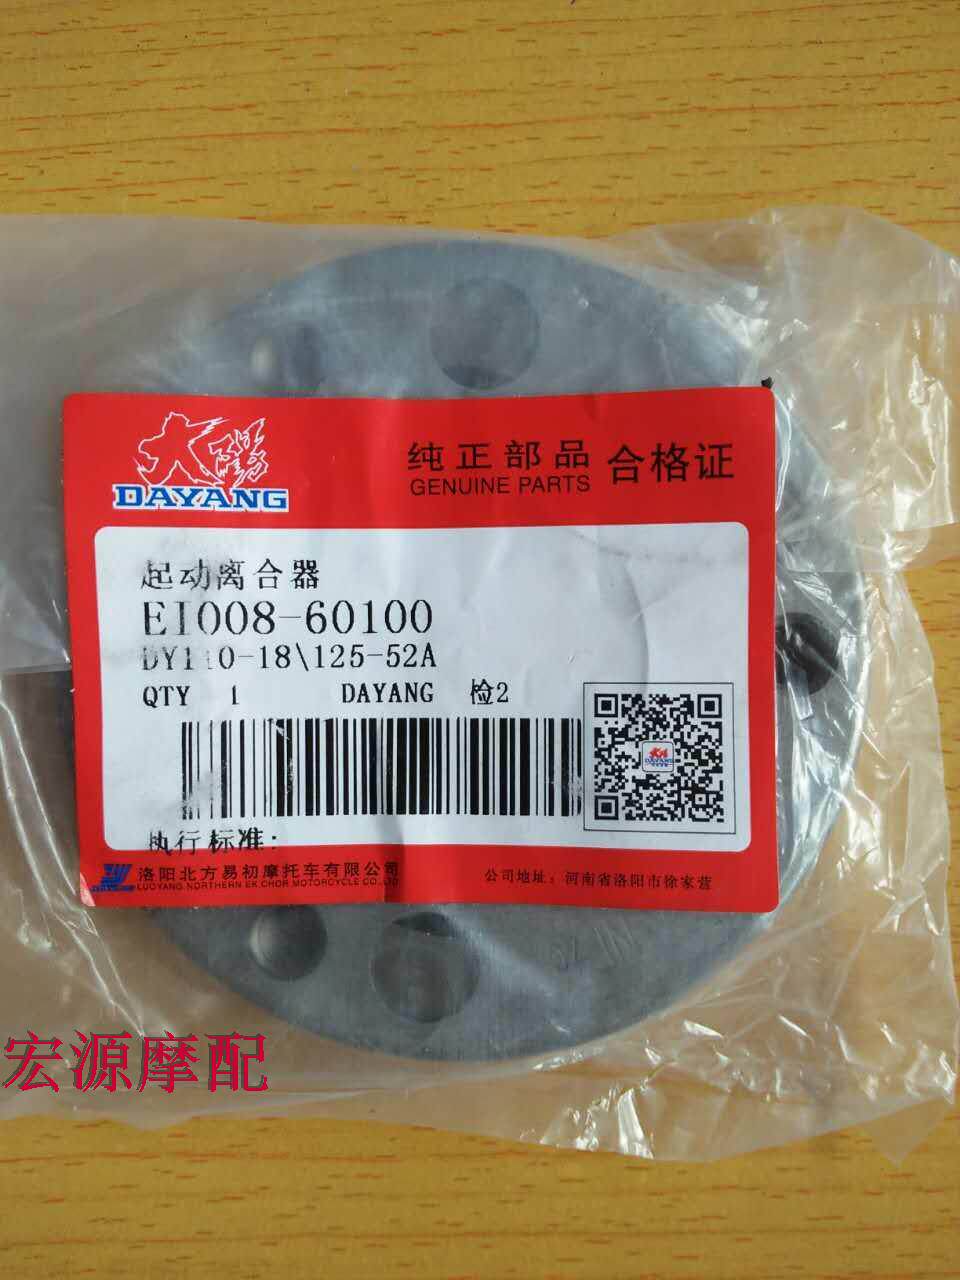 大阳
DAYANG
纯正部品 合格证
GENUINE PARTS
起动离合器
EI008-60100
DY110-18\125-52A
QTY 1 DAYANG 检2
DAYANG
执行标准:
洛阳北方易初摩托车有限公司
LUOYANG NORTHERN EK CHOR MOTORCYCLE CO.,LTD
公司地址：河南省洛阳市徐家营
宏源摩配